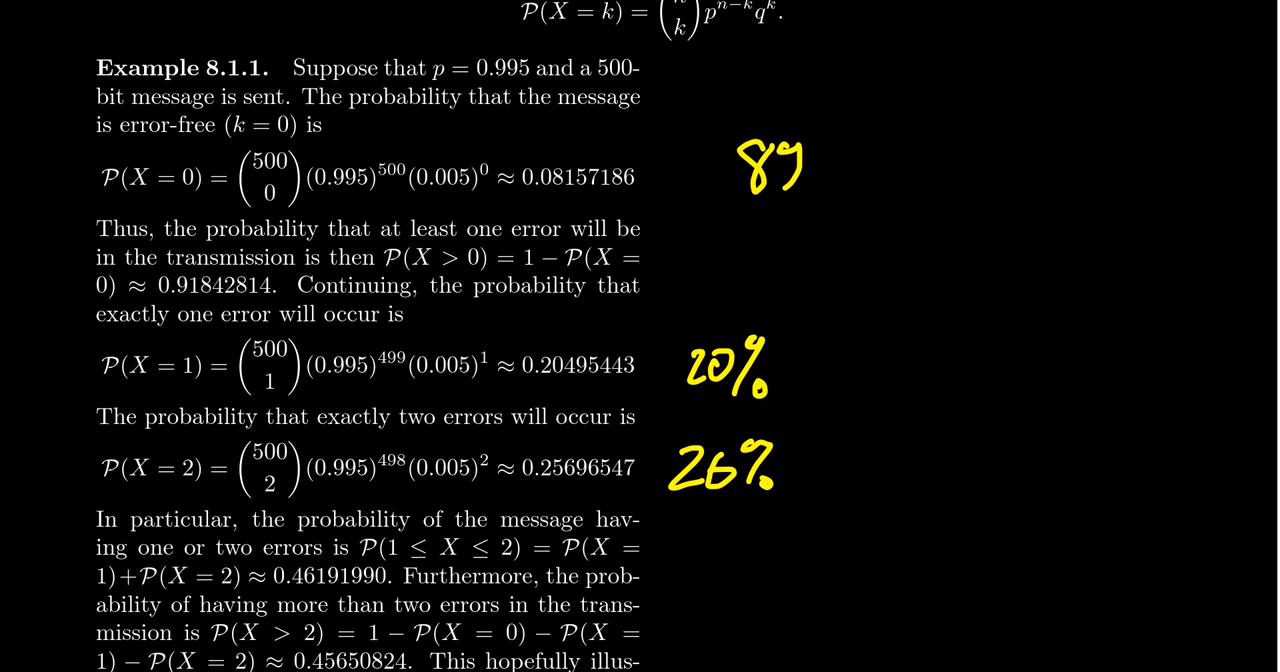 P(X = k) = (n k) p^{n−k} q^k.
Example 8.1.1. Suppose that p = 0.995 and a 500-
bit message is sent. The probability that the message
is error-free (k = 0) is
P(X = 0) = (500 0) (0.995)^{500} (0.005)^0 ≈ 0.08157186
Thus, the probability that at least one error will be
in the transmission is then P(X > 0) = 1 − P(X =
0) ≈ 0.91842814. Continuing, the probability that
exactly one error will occur is
P(X = 1) = (500 1) (0.995)^{499} (0.005)^1 ≈ 0.20495443
20%
The probability that exactly two errors will occur is
P(X = 2) = (500 2) (0.995)^{498} (0.005)^2 ≈ 0.25696547
26%
In particular, the probability of the message hav-
ing one or two errors is P(1 ≤ X ≤ 2) = P(X =
1)+P(X = 2) ≈ 0.46191990. Furthermore, the prob-
ability of having more than two errors in the trans-
mission is P(X > 2) = 1 − P(X = 0) − P(X =
1) − P(X = 2) ≈ 0.45650824. This hopefully illus-